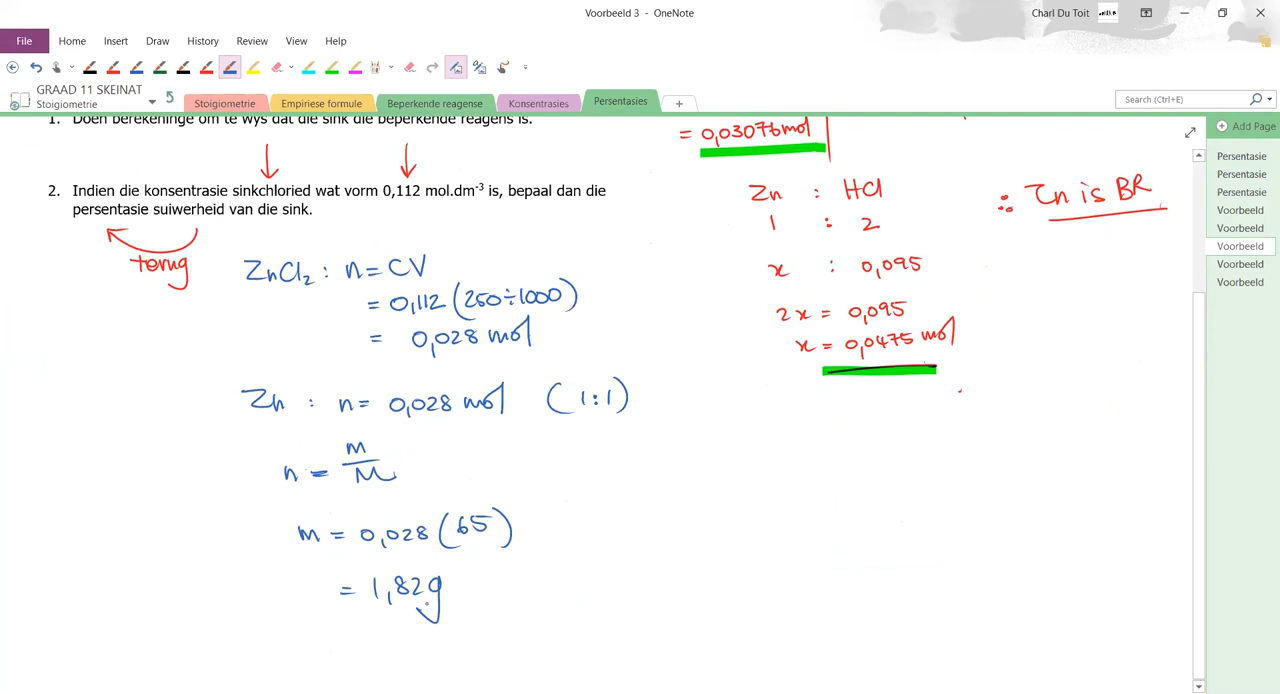 Voorbeeld 3 - OneNote
Charl Du Toit
File Home Insert Draw History Review View Help
GRAAD 11 SKEINAT
Stoigiometrie
Stoigiometrie Empiriese formule Beperkende reagense Konsentrasies Persentasies +
Search (Ctrl+E)
Add Page
Persentasie
Persentasie
Persentasie
Voorbeeld
Voorbeeld
Voorbeeld
Voorbeeld
Voorbeeld
1. Doen berekeninge om te wys dat die sink die beperkende reagens is.
2. Indien die konsentrasie sinkchloried wat vorm 0,112 mol.dm⁻³ is, bepaal dan die
persentasie suiwerheid van die sink.
terug
ZnCl₂ : n = CV
= 0,112 (250÷1000)
= 0,028 mol
Zn : n = 0,028 mol (1:1)
n = m/M
m = 0,028 (65)
= 1,82g
= 0,03076mol
Zn : HCl
1 : 2
x : 0,095
2x = 0,095
x = 0,0475 mol
∴ Zn is BR